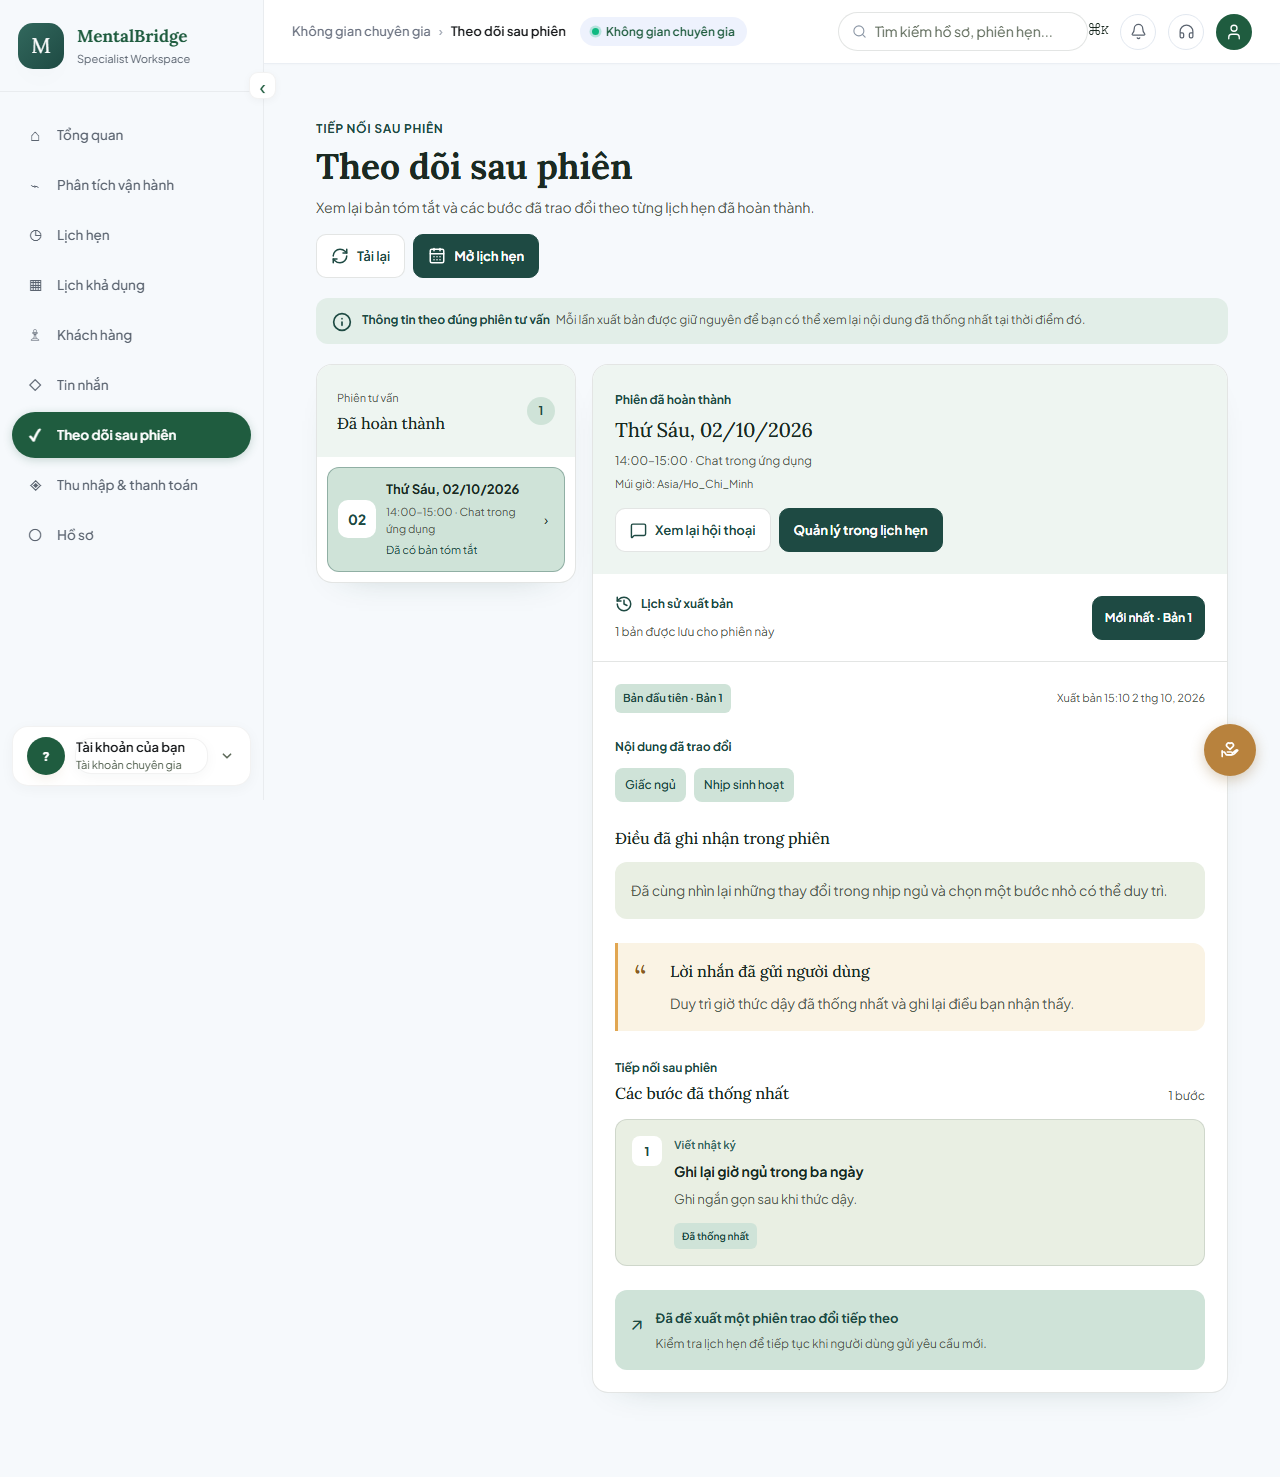 M
MentalBridge
Specialist Workspace
‹
Tổng quan
Phân tích vận hành
Lịch hẹn
Lịch khả dụng
Khách hàng
Tin nhắn
Theo dõi sau phiên
Thu nhập & thanh toán
Hồ sơ
?
Tài khoản của bạn
Tài khoản chuyên gia
Không gian chuyên gia › Theo dõi sau phiên
Không gian chuyên gia
Tìm kiếm hồ sơ, phiên hẹn...
⌘K
TIẾP NỐI SAU PHIÊN
Theo dõi sau phiên
Xem lại bản tóm tắt và các bước đã trao đổi theo từng lịch hẹn đã hoàn thành.
Tải lại
Mở lịch hẹn
Thông tin theo đúng phiên tư vấn Mỗi lần xuất bản được giữ nguyên để bạn có thể xem lại nội dung đã thống nhất tại thời điểm đó.
Phiên tư vấn
Đã hoàn thành
1
02
Thứ Sáu, 02/10/2026
14:00–15:00 · Chat trong
ứng dụng
Đã có bản tóm tắt
›
Phiên đã hoàn thành
Thứ Sáu, 02/10/2026
14:00–15:00 · Chat trong ứng dụng
Múi giờ: Asia/Ho_Chi_Minh
Xem lại hội thoại
Quản lý trong lịch hẹn
Lịch sử xuất bản
1 bản được lưu cho phiên này
Mới nhất · Bản 1
Bản đầu tiên · Bản 1
Xuất bản 15:10 2 thg 10, 2026
Nội dung đã trao đổi
Giấc ngủ
Nhịp sinh hoạt
Điều đã ghi nhận trong phiên
Đã cùng nhìn lại những thay đổi trong nhịp ngủ và chọn một bước nhỏ có thể duy trì.
“
Lời nhắn đã gửi người dùng
Duy trì giờ thức dậy đã thống nhất và ghi lại điều bạn nhận thấy.
Tiếp nối sau phiên
Các bước đã thống nhất
1 bước
1
Viết nhật ký
Ghi lại giờ ngủ trong ba ngày
Ghi ngắn gọn sau khi thức dậy.
Đã thống nhất
Đã đề xuất một phiên trao đổi tiếp theo
Kiểm tra lịch hẹn để tiếp tục khi người dùng gửi yêu cầu mới.